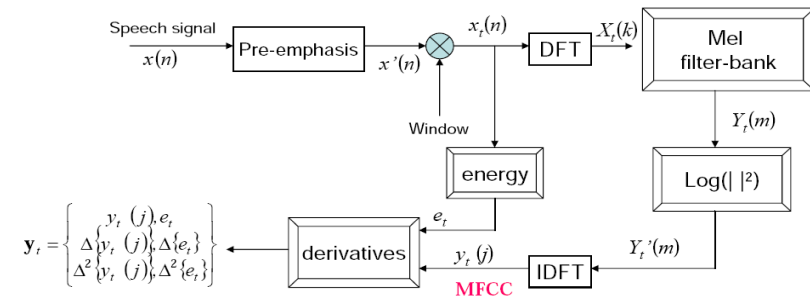 Speech signal
x(n)
Pre-emphasis
x'(n)
Window
x_t(n)
DFT
X_t(k)
Mel
filter-bank
Y_t(m)
Log(| |²)
Y_t'(m)
IDFT
y_t (j)
MFCC
energy
e_t
derivatives
y_t = { y_t (j), e_t
Δ{y_t (j)}, Δ{e_t}
Δ²{y_t (j)}, Δ²{e_t} }